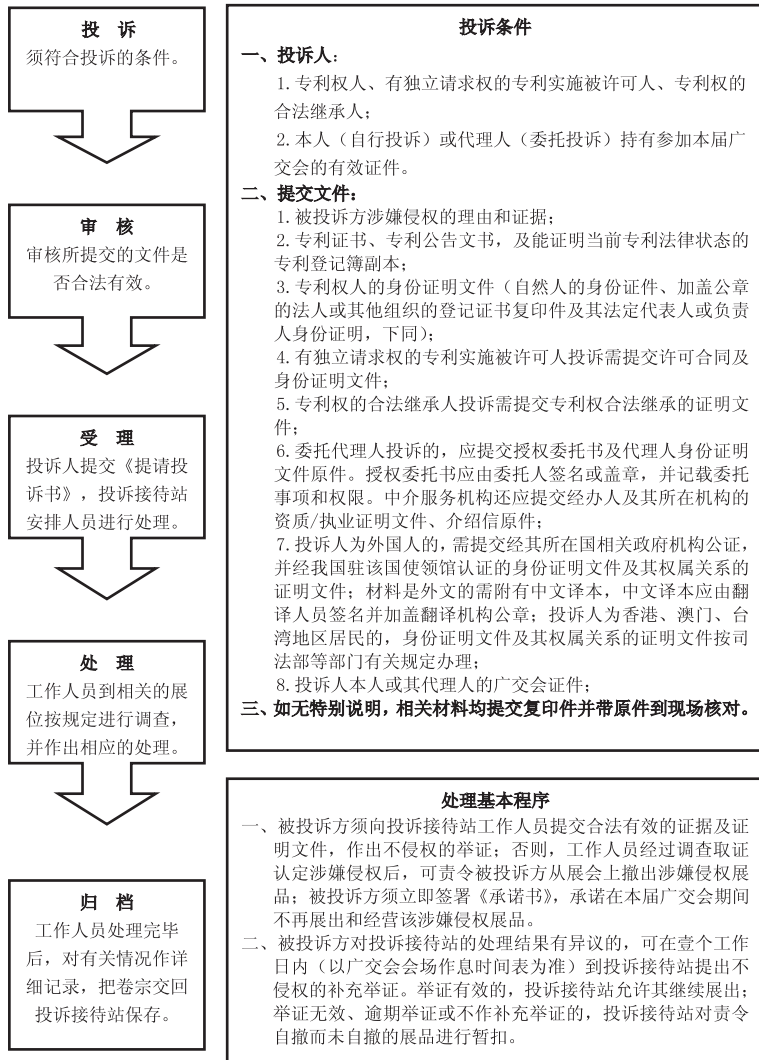 投 诉
须符合投诉的条件。
审 核
审核所提交的文件是
否合法有效。
受 理
投诉人提交《提请投
诉书》，投诉接待站
安排人员进行处理。
处 理
工作人员到相关的展
位按规定进行调查，
并作出相应的处理。
归 档
工作人员处理完毕
后，对有关情况作详
细记录，把卷宗交回
投诉接待站保存。
投诉条件
一、投诉人：
1.专利权人、有独立请求权的专利实施被许可人、专利权的
合法继承人；
2.本人（自行投诉）或代理人（委托投诉）持有参加本届广
交会的有效证件。
二、提交文件：
1.被投诉方涉嫌侵权的理由和证据；
2.专利证书、专利公告文书，及能证明当前专利法律状态的
专利登记簿副本；
3.专利权人的身份证明文件（自然人的身份证件、加盖公章
的法人或其他组织的登记证书复印件及其法定代表人或负责
人身份证明，下同）；
4.有独立请求权的专利实施被许可人投诉需提交许可合同及
身份证明文件；
5.专利权的合法继承人投诉需提交专利权合法继承的证明文
件；
6.委托代理人投诉的，应提交授权委托书及代理人身份证明
文件原件。授权委托书应由委托人签名或盖章，并记载委托
事项和权限。中介服务机构还应提交经办人及其所在机构的
资质/执业证明文件、介绍信原件；
7.投诉人为外国人的，需提交经其所在国相关政府机构公证，
并经我国驻该国使领馆认证的身份证明文件及其权属关系的
证明文件；材料是外文的需附有中文译本，中文译本应由翻
译人员签名并加盖翻译机构公章；投诉人为香港、澳门、台
湾地区居民的，身份证明文件及其权属关系的证明文件按司
法部等部门有关规定办理；
8.投诉人本人或其代理人的广交会证件；
三、如无特别说明，相关材料均提交复印件并带原件到现场核对。
处理基本程序
一、被投诉方须向投诉接待站工作人员提交合法有效的证据及证
明文件，作出不侵权的举证；否则，工作人员经过调查取证
认定涉嫌侵权后，可责令被投诉方从展会上撤出涉嫌侵权展
品；被投诉方须立即签署《承诺书》，承诺在本届广交会期间
不再展出和经营该涉嫌侵权展品。
二、被投诉方对投诉接待站的处理结果有异议的，可在壹个工作
日内（以广交会会场作息时间表为准）到投诉接待站提出不
侵权的补充举证。举证有效的，投诉接待站允许其继续展出；
举证无效、逾期举证或不作补充举证的，投诉接待站对责令
自撤而未自撤的展品进行暂扣。